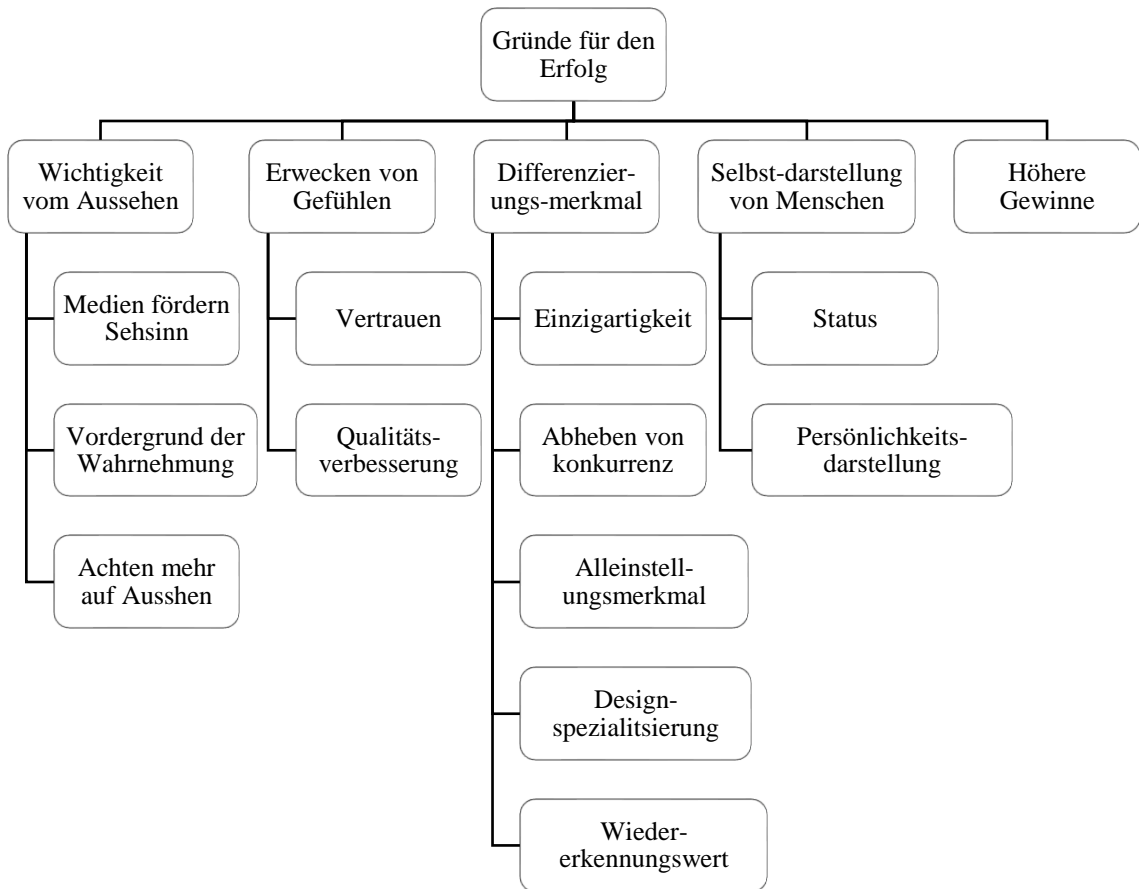 Gründe für den
Erfolg
Wichtigkeit
vom Aussehen
Erwecken von
Gefühlen
Differenzier-
ungs-merkmal
Selbst-darstellung
von Menschen
Höhere
Gewinne
Medien fördern
Sehsinn
Vordergrund der
Wahrnehmung
Achten mehr
auf Ausshen
Vertrauen
Qualitäts-
verbesserung
Einzigartigkeit
Abheben von
konkurrenz
Alleinstell-
ungsmerkmal
Design-
spezialitsierung
Wieder-
erkennungswert
Status
Persönlichkeits-
darstellung